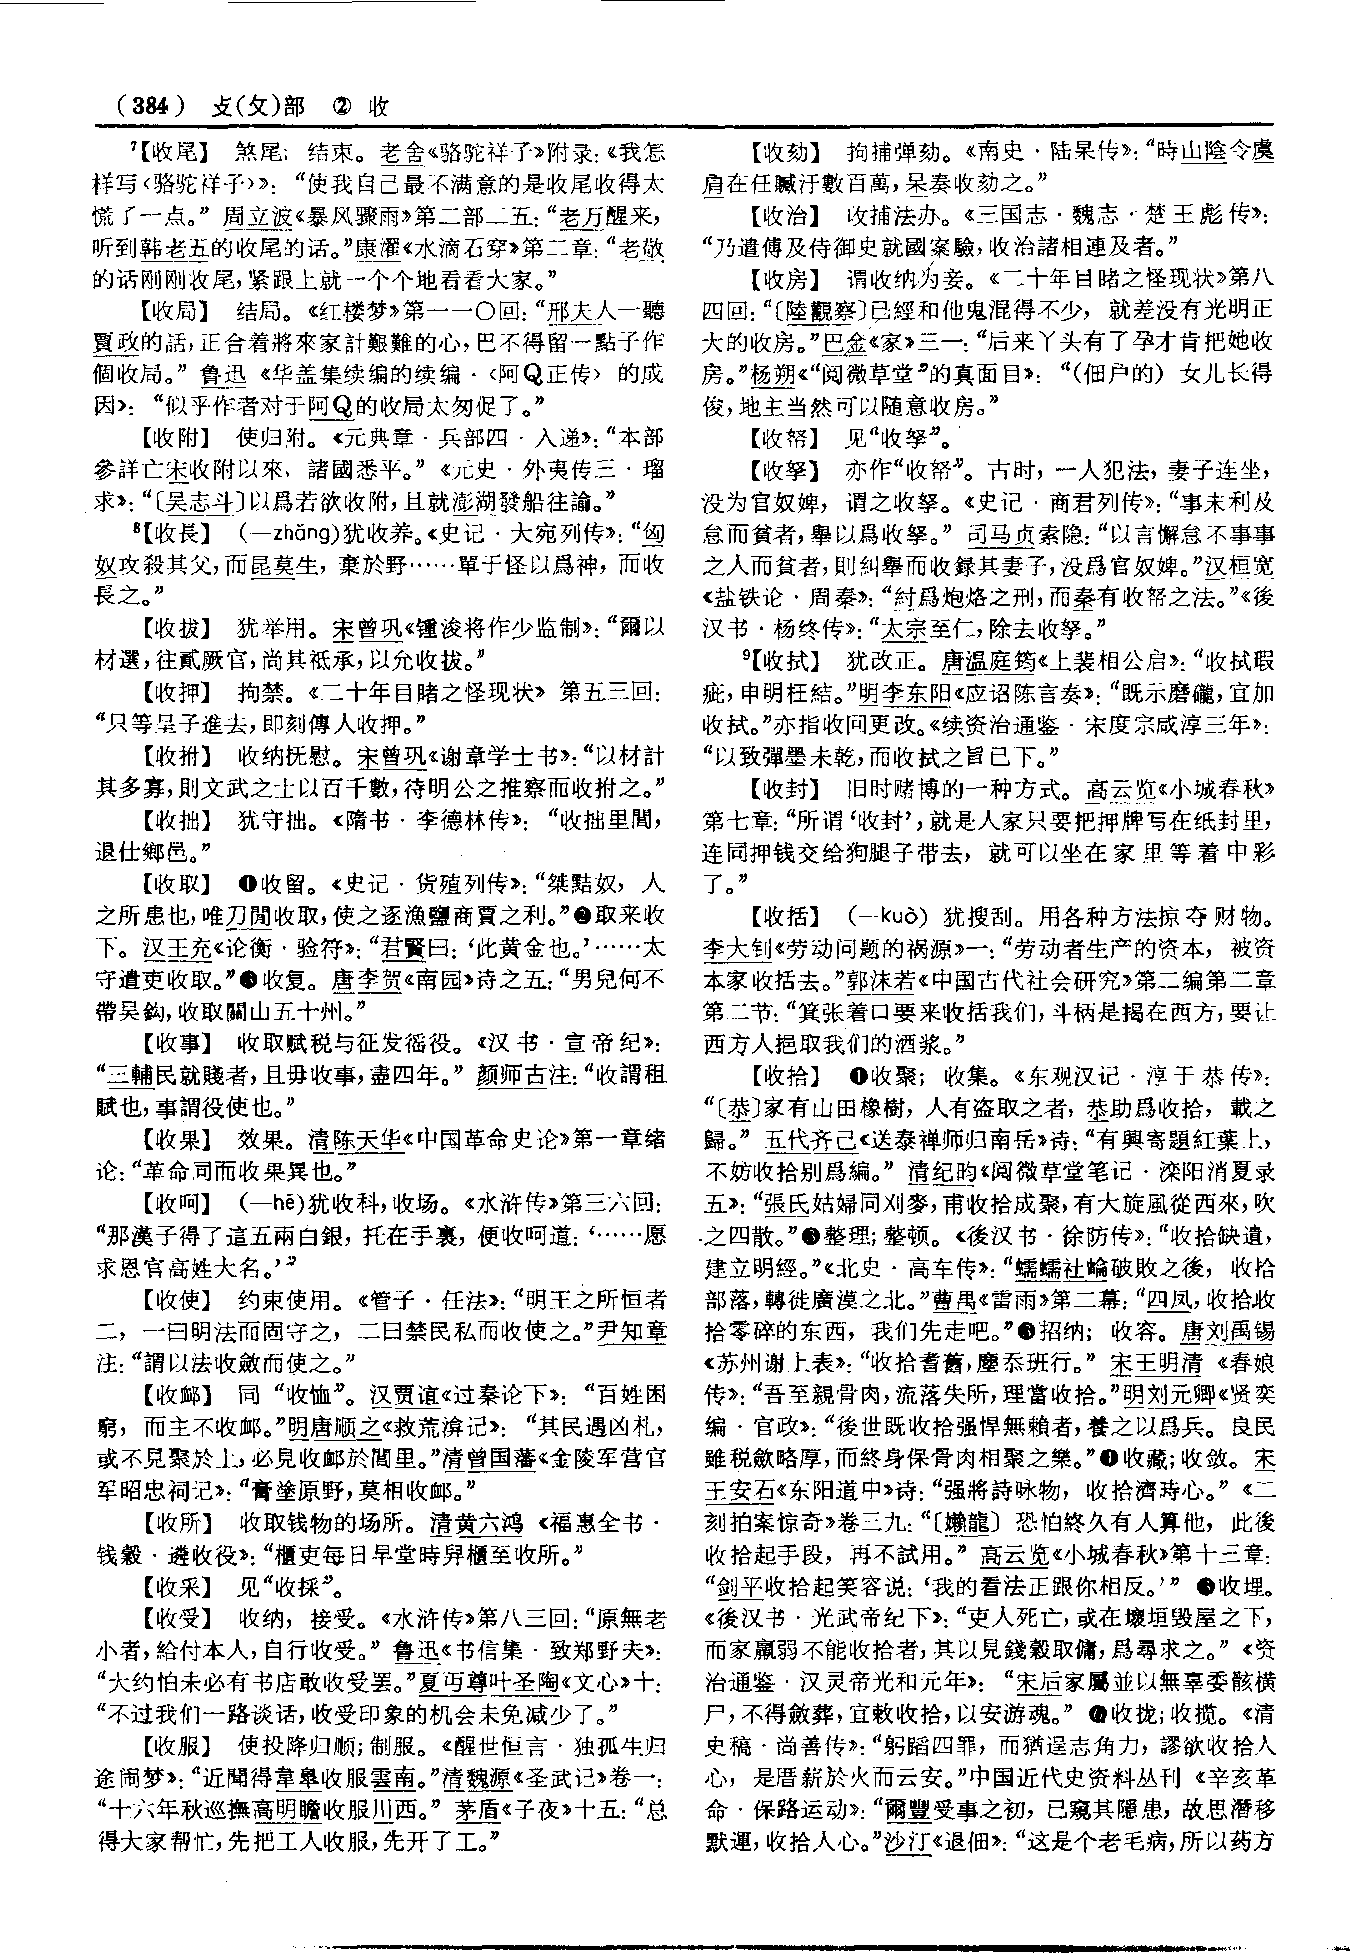 （384） 攴(攵)部 ② 收
⁷【收尾】 煞尾；结束。老舍《骆驼祥子》附录：《我怎
样写〈骆驼祥子〉》：“使我自己最不满意的是收尾收得太
慌了一点。”周立波《暴风骤雨》第二部二五：“老万醒来，
听到韩老五的收尾的话。”康濯《水滴石穿》第二章：“老敬
的话刚刚收尾，紧跟上就一个个地看看大家。”
【收局】 结局。《红楼梦》第一一〇回：“邢夫人一聽
賈政的話，正合着將來家計艱難的心，巴不得留一點子作
個收局。”鲁迅《华盖集续编的续编·〈阿Q正传〉的成
因》：“似乎作者对于阿Q的收局太匆促了。”
【收附】 使归附。《元典章·兵部四·入递》：“本部
參詳亡宋收附以來，諸國悉平。”《元史·外夷传三·瑠
求》：“〔吴志斗〕以爲若欲收附，且就澎湖發船往諭。”
⁸【收長】 (—zhǎng)犹收养。《史记·大宛列传》：“匈
奴攻殺其父，而昆莫生，棄於野……單于怪以爲神，而收
長之。”
【收拔】 犹举用。宋曾巩《锺浚将作少监制》：“爾以
材選，往貳厥官，尚其祇承，以允收拔。”
【收押】 拘禁。《二十年目睹之怪现状》第五三回：
“只等呈子進去，即刻傳人收押。”
【收拊】 收纳抚慰。宋曾巩《谢章学士书》：“以材計
其多寡，則文武之士以百千數，待明公之推察而收拊之。”
【收拙】 犹守拙。《隋书·李德林传》：“收拙里閭，
退仕鄉邑。”
【收取】 ❶收留。《史记·货殖列传》：“桀黠奴，人
之所患也，唯刀閒收取，使之逐漁鹽商賈之利。”❷取来收
下。汉王充《论衡·验符》：“君賢曰：‘此黄金也。’……太
守遣吏收取。”❸收复。唐李贺《南园》诗之五：“男兒何不
帶吴鈎，收取關山五十州。”
【收事】 收取赋税与征发徭役。《汉书·宣帝纪》：
“三輔民就賤者，且毋收事，盡四年。”颜师古注：“收謂租
賦也，事謂役使也。”
【收果】 效果。清陈天华《中国革命史论》第一章绪
论：“革命同而收果異也。”
【收呵】 (—hē)犹收科，收场。《水浒传》第三六回：
“那漢子得了這五兩白銀，托在手裏，便收呵道：‘……愿
求恩官高姓大名。’”
【收使】 约束使用。《管子·任法》：“明王之所恒者
二，一曰明法而固守之，二曰禁民私而收使之。”尹知章
注：“謂以法收斂而使之。”
【收䘏】 同“收恤”。汉贾谊《过秦论下》：“百姓困
窮，而主不收䘏。”明唐顺之《救荒渰记》：“其民遇凶札，
或不見聚於上，必見收䘏於閭里。”清曾国藩《金陵军营官
军昭忠祠记》：“膏塗原野，莫相收䘏。”
【收所】 收取钱物的场所。清黄六鸿《福惠全书·
钱穀·遴收役》：“櫃吏每日早堂時舁櫃至收所。”
【收采】 见“收採”。
【收受】 收纳，接受。《水浒传》第八三回：“原無老
小者，給付本人，自行收受。”鲁迅《书信集·致郑野夫》：
“大约怕未必有书店敢收受罢。”夏丏尊叶圣陶《文心》十：
“不过我们一路谈话，收受印象的机会未免减少了。”
【收服】 使投降归顺；制服。《醒世恒言·独孤生归
途闹梦》：“近聞得韋皋收服雲南。”清魏源《圣武记》卷一：
“十六年秋巡撫高明瞻收服川西。”茅盾《子夜》十五：“总
得大家帮忙，先把工人收服，先开了工。”
【收劾】 拘捕弹劾。《南史·陆杲传》：“時山陰令虞
肩在任贓汙數百萬，杲奏收劾之。”
【收治】 收捕法办。《三国志·魏志·楚王彪传》：
“乃遣傅及侍御史就國案驗，收治諸相連及者。”
【收房】 谓收纳为妾。《二十年目睹之怪现状》第八
四回：“〔陸觀察〕已經和他鬼混得不少，就差没有光明正
大的收房。”巴金《家》三一：“后来丫头有了孕才肯把她收
房。”杨朔《“阅微草堂”的真面目》：“（佃户的）女儿长得
俊，地主当然可以随意收房。”
【收帑】 见“收孥”。
【收孥】 亦作“收帑”。古时，一人犯法，妻子连坐，
没为官奴婢，谓之收孥。《史记·商君列传》：“事末利及
怠而貧者，舉以爲收孥。”司马贞索隐：“以言懈怠不事事
之人而貧者，則糾舉而收録其妻子，没爲官奴婢。”汉桓宽
《盐铁论·周秦》：“紂爲炮烙之刑，而秦有收帑之法。”《後
汉书·杨终传》：“太宗至仁，除去收孥。”
⁹【收拭】 犹改正。唐温庭筠《上裴相公启》：“收拭瑕
疵，申明枉結。”明李东阳《应诏陈言奏》：“既示磨礲，宜加
收拭。”亦指收回更改。《续资治通鉴·宋度宗咸淳三年》：
“以致彈墨未乾，而收拭之旨已下。”
【收封】 旧时赌博的一种方式。高云览《小城春秋》
第七章：“所谓‘收封’，就是人家只要把押牌写在纸封里，
连同押钱交给狗腿子带去，就可以坐在家里等着中彩
了。”
【收括】 (—kuò) 犹搜刮。用各种方法掠夺财物。
李大钊《劳动问题的祸源》一：“劳动者生产的资本，被资
本家收括去。”郭沫若《中国古代社会研究》第二编第二章
第二节：“箕张着口要来收括我们，斗柄是揭在西方，要让
西方人挹取我们的酒浆。”
【收拾】 ❶收聚；收集。《东观汉记·淳于恭传》：
“〔恭〕家有山田橡樹，人有盗取之者，恭助爲收拾，載之
歸。”五代齐己《送泰禅师归南岳》诗：“有興寄題紅葉上，
不妨收拾别爲編。”清纪昀《阅微草堂笔记·滦阳消夏录
五》：“張氏姑婦同刈麥，甫收拾成聚，有大旋風從西來，吹
之四散。”❷整理；整顿。《後汉书·徐防传》：“收拾缺遺，
建立明經。”《北史·高车传》：“蠕蠕社崙破敗之後，收拾
部落，轉徙廣漠之北。”曹禺《雷雨》第二幕：“四凤，收拾收
拾零碎的东西，我们先走吧。”❸招纳；收容。唐刘禹锡
《苏州谢上表》：“收拾耆舊，塵忝班行。”宋王明清《春娘
传》：“吾至親骨肉，流落失所，理當收拾。”明刘元卿《贤奕
编·官政》：“後世既收拾强悍無賴者，養之以爲兵。良民
雖税斂略厚，而終身保骨肉相聚之樂。”❹收藏；收敛。宋
王安石《东阳道中》诗：“强將詩咏物，收拾濟時心。”《二
刻拍案惊奇》卷三九：“〔嬾龍〕恐怕終久有人算他，此後
收拾起手段，再不試用。”高云览《小城春秋》第十三章：
“剑平收拾起笑容说：‘我的看法正跟你相反。’”❺收埋。
《後汉书·光武帝纪下》：“吏人死亡，或在壞垣毁屋之下，
而家羸弱不能收拾者，其以見錢穀取傭，爲尋求之。”《资
治通鉴·汉灵帝光和元年》：“宋后家屬並以無辜委骸横
尸，不得斂葬，宜敕收拾，以安游魂。”❻收拢；收揽。《清
史稿·尚善传》：“躬蹈四罪，而猶逞志角力，謬欲收拾人
心，是厝薪於火而云安。”中国近代史资料丛刊《辛亥革
命·保路运动》：“爾豐受事之初，已窺其隱患，故思潛移
默運，收拾人心。”沙汀《退佃》：“这是个老毛病，所以药方